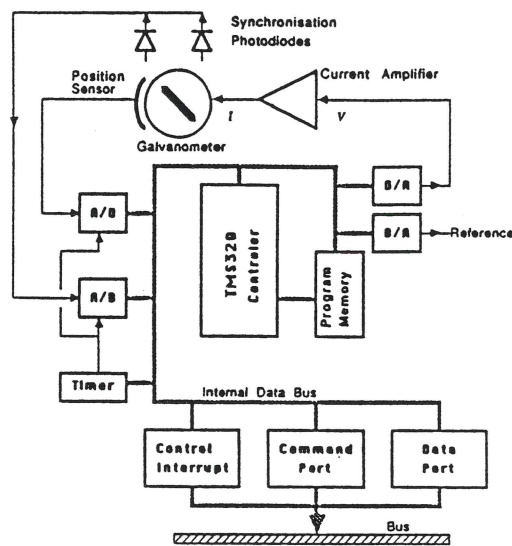 Synchronisation
Photodiodes
Position
Sensor
Current Amplifier
I
V
Galvanometer
A/D
D/A
D/A
Reference
TMS320
Controler
Program
Memory
A/D
Timer
Internal Data Bus
Control
Interrupt
Command
Port
Data
Port
Bus